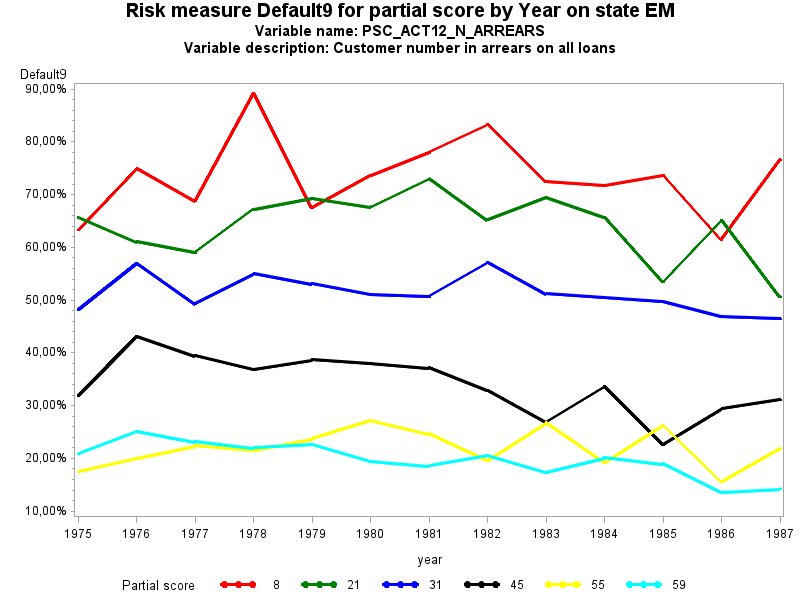 Risk measure Default9 for partial score by Year on state EM
Variable name: PSC_ACT12_N_ARREARS
Variable description: Customer number in arrears on all loans
Default9
90,00%
80,00%
70,00%
60,00%
50,00%
40,00%
30,00%
20,00%
10,00%
1975 1976 1977 1978 1979 1980 1981 1982 1983 1984 1985 1986 1987
year
Partial score 8 21 31 45 55 59